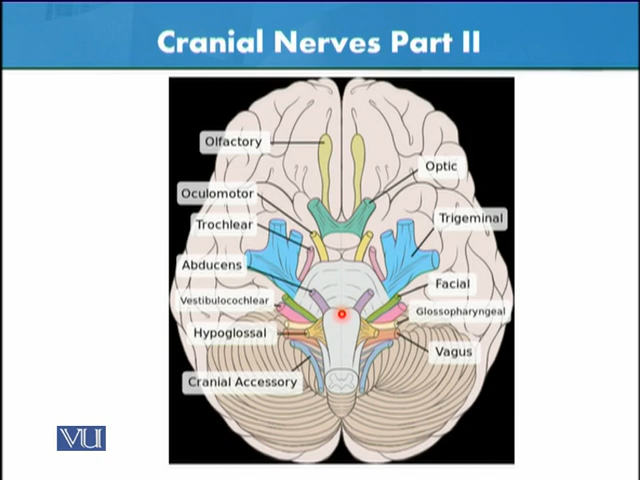 Cranial Nerves Part II
Olfactory
Optic
Oculomotor
Trigeminal
Trochlear
Abducens
Facial
Vestibulocochlear
Glossopharyngeal
Hypoglossal
Vagus
Cranial Accessory
VU